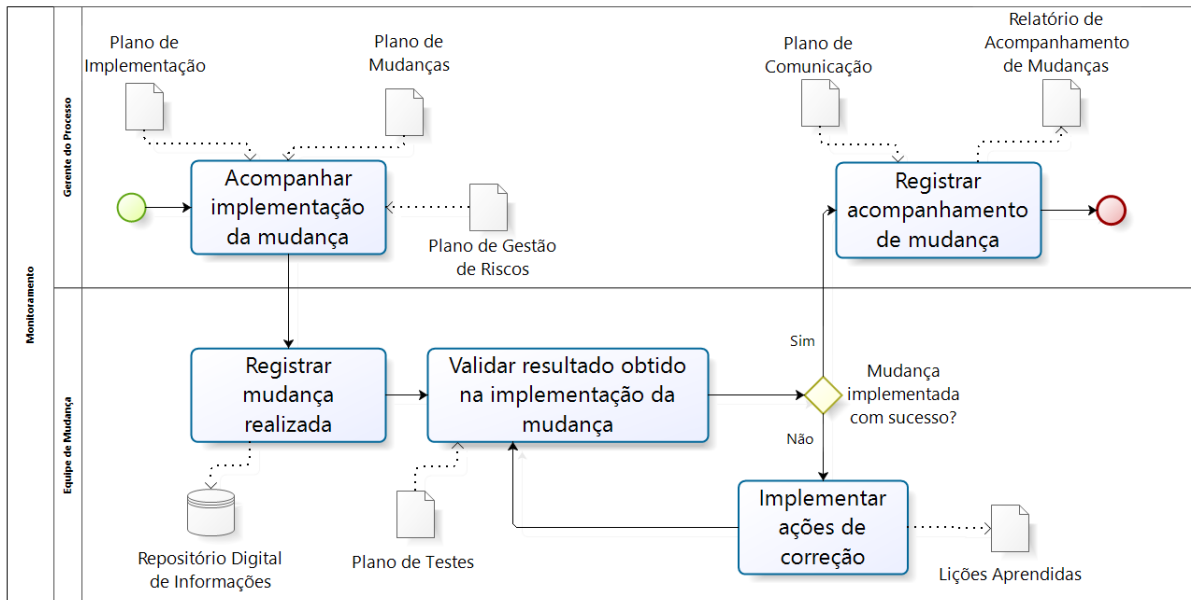 Monitoramento
Gerente do Processo
Plano de
Implementação
Plano de
Mudanças
Acompanhar
implementação
da mudança
Plano de Gestão
de Riscos
Plano de
Comunicação
Relatório de
Acompanhamento
de Mudanças
Registrar
acompanhamento
de mudança
Equipe de Mudança
Registrar
mudança
realizada
Repositório Digital
de Informações
Validar resultado obtido
na implementação da
mudança
Plano de Testes
Sim
Mudança
implementada
com sucesso?
Não
Implementar
ações de
correção
Lições Aprendidas